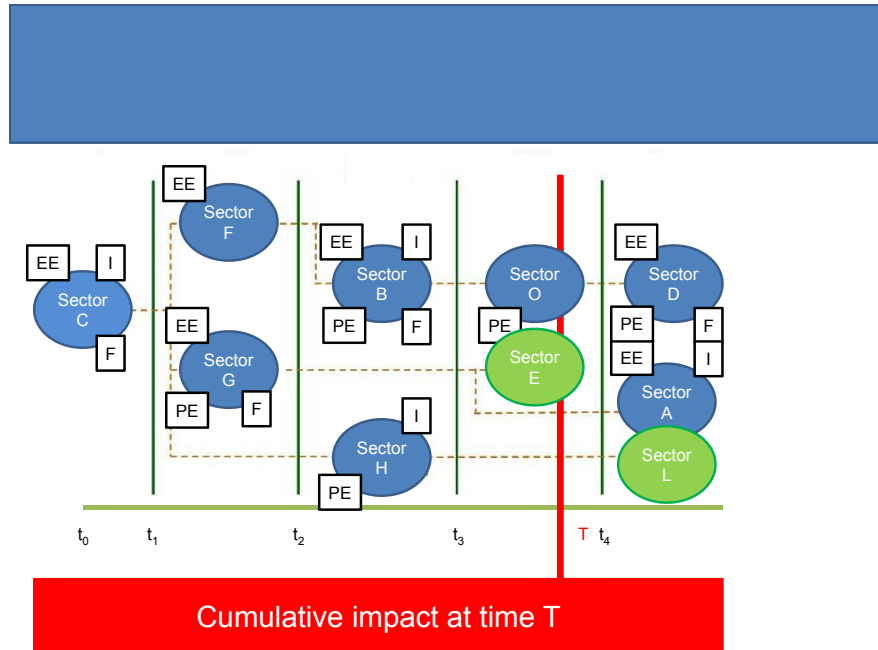 EE
Sector
F
EE
I
Sector
C
F
EE
I
Sector
B
PE
F
Sector
O
PE
EE
Sector
D
PE
F
EE
Sector
G
PE
F
Sector
E
EE
I
Sector
A
I
Sector
H
PE
Sector
L
t0
t1
t2
t3
T
t4
Cumulative impact at time T